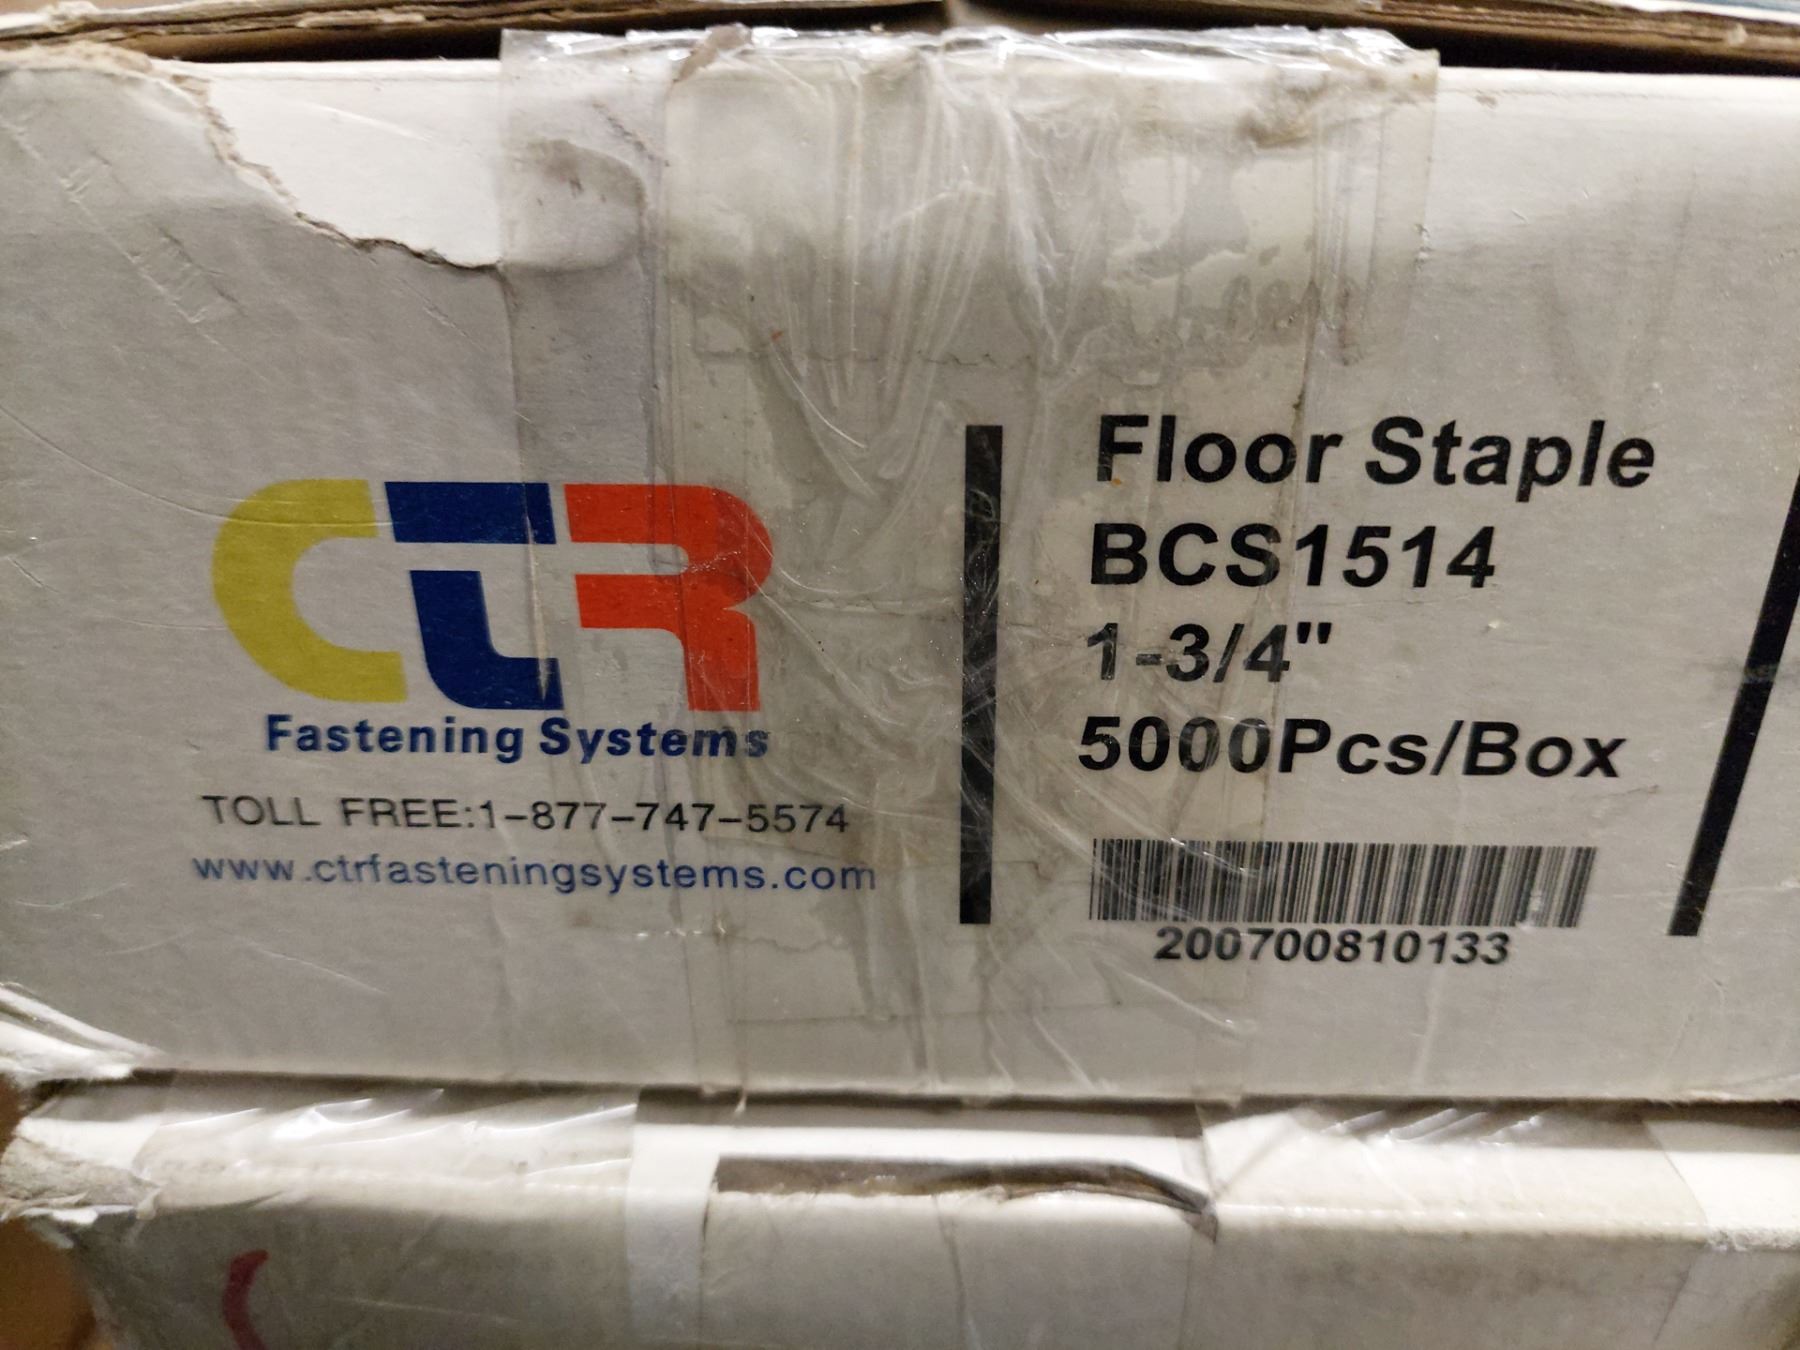 CTR
Fastening Systems
TOLL FREE:1-877-747-5574
www.ctrfasteningsystems.com
Floor Staple
BCS1514
1-3/4"
5000Pcs/Box
200700810133